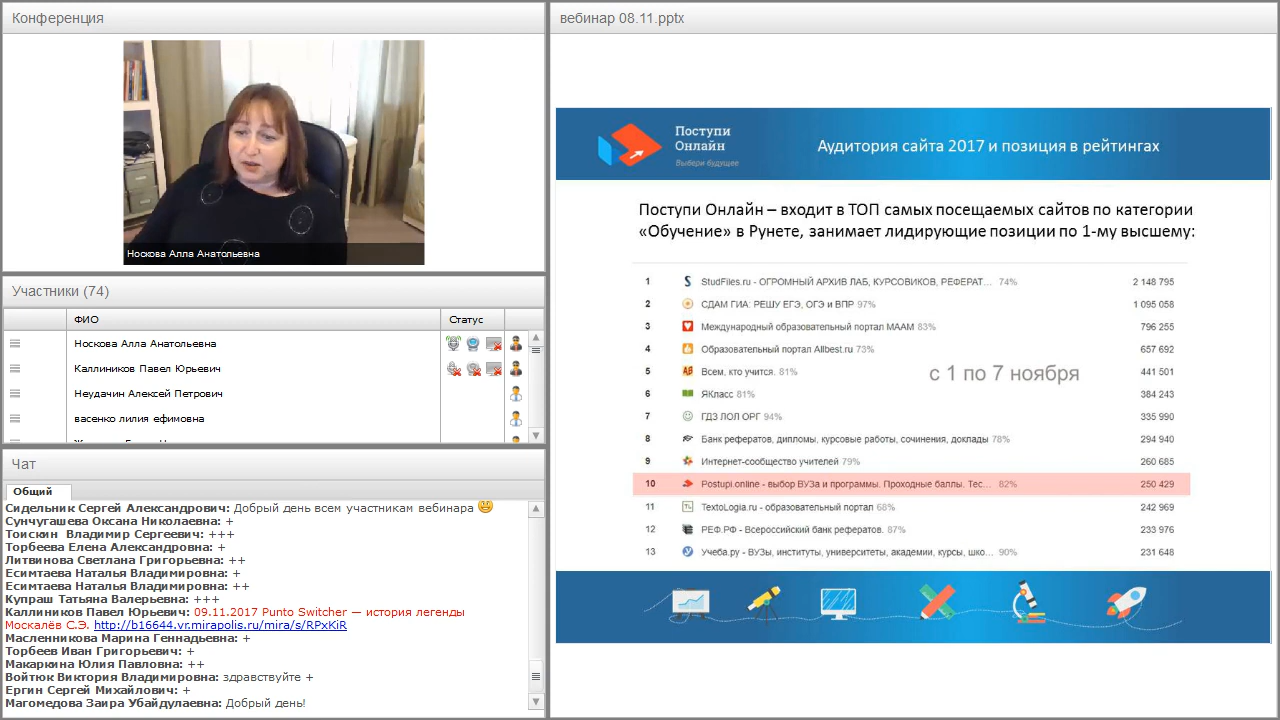 Конференция
Носкова Алла Анатольевна
Участники (74)
ФИО
Статус
Носкова Алла Анатольевна
Каллиников Павел Юрьевич
Неудачин Алексей Петрович
васенко лилия ефимовна
Чат
Общий
Сидельник Сергей Александрович: Добрый день всем участникам вебинара
Сунчугашева Оксана Николаевна: +
Тоискин Владимир Сергеевич: +++
Торбеева Елена Александровна: +
Литвинова Светлана Григорьевна: ++
Есимтаева Наталья Владимировна: +
Есимтаева Наталья Владимировна: ++
Купраш Татьяна Валерьевна: +++
Каллиников Павел Юрьевич: 09.11.2017 Punto Switcher — история легенды
Москалёв С.Э. http://b16644.vr.mirapolis.ru/mira/s/RPxKiR
Масленникова Марина Геннадьевна: +
Торбеев Иван Григорьевич: +
Макаркина Юлия Павловна: ++
Войтюк Виктория Владимировна: здравствуйте +
Ергин Сергей Михайлович: +
Магомедова Заира Убайдулаевна: Добрый день!
вебинар 08.11.pptx
Поступи
Онлайн
Выбери будущее
Аудитория сайта 2017 и позиция в рейтингах
Поступи Онлайн – входит в ТОП самых посещаемых сайтов по категории
«Обучение» в Рунете, занимает лидирующие позиции по 1-му высшему:
1 StudFiles.ru - ОГРОМНЫЙ АРХИВ ЛАБ, КУРСОВИКОВ, РЕФЕРАТ... 74% 2 148 795
2 СДАМ ГИА: РЕШУ ЕГЭ, ОГЭ и ВПР 97% 1 095 058
3 Международный образовательный портал МААМ 83% 796 255
4 Образовательный портал Allbest.ru 73% 657 692
5 Всем, кто учится. 81% 441 501
с 1 по 7 ноября
6 ЯКласс 81% 384 243
7 ГДЗ ЛОЛ ОРГ 94% 335 990
8 Банк рефератов, дипломы, курсовые работы, сочинения, доклады 78% 294 940
9 Интернет-сообщество учителей 79% 260 685
10 Postupi.online - выбор ВУЗа и программы. Проходные баллы. Тес... 82% 250 429
11 TextoLogia.ru - образовательный портал 68% 242 969
12 РЕФ.РФ - Всероссийский банк рефератов. 87% 233 976
13 Учеба.ру - ВУЗы, институты, университеты, академии, курсы, шко... 90% 231 648